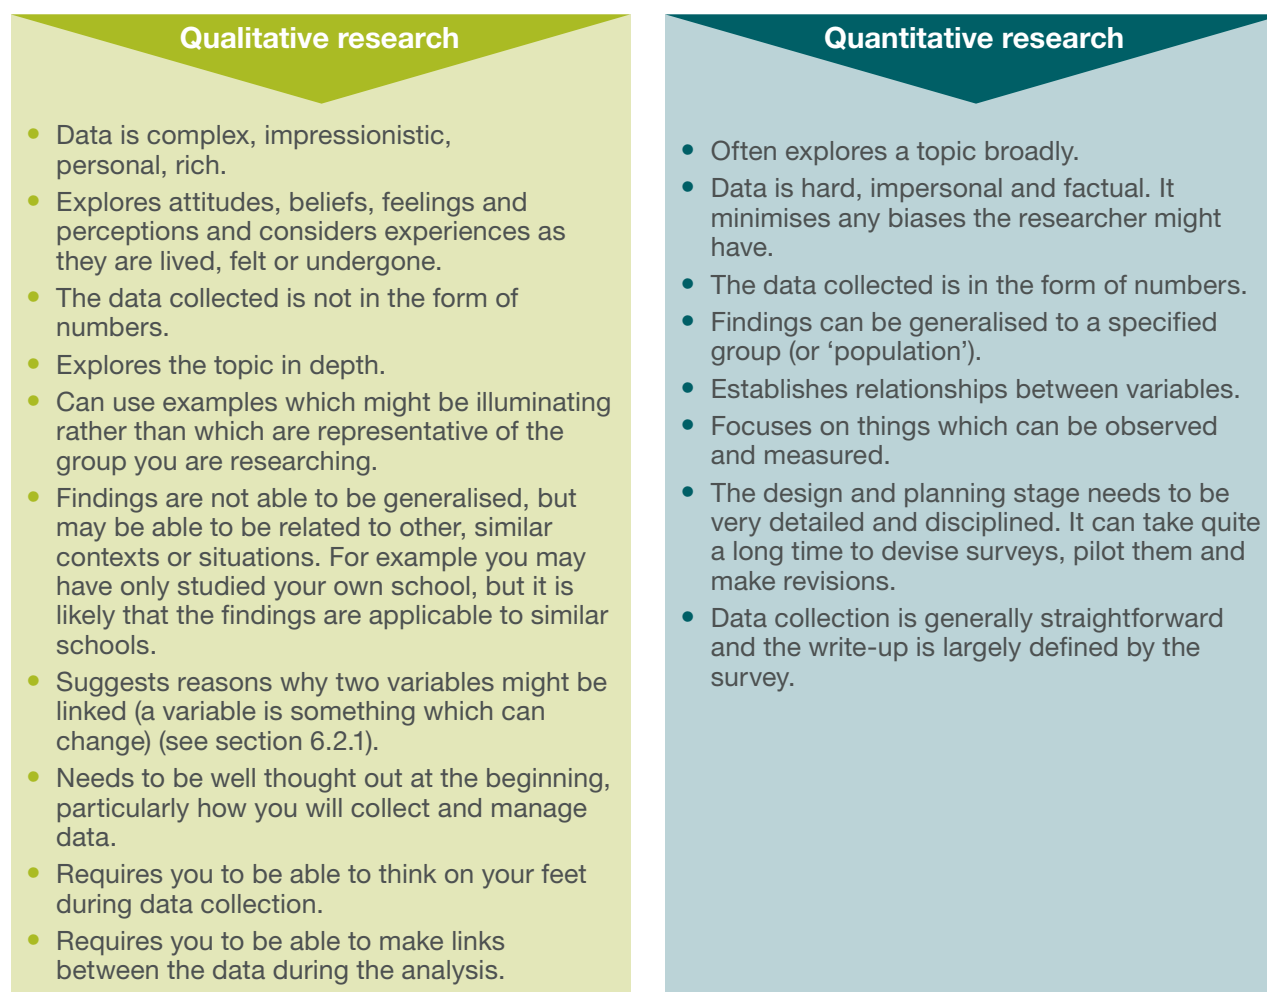 Qualitative research
• Data is complex, impressionistic,
personal, rich.
• Explores attitudes, beliefs, feelings and
perceptions and considers experiences as
they are lived, felt or undergone.
• The data collected is not in the form of
numbers.
• Explores the topic in depth.
• Can use examples which might be illuminating
rather than which are representative of the
group you are researching.
• Findings are not able to be generalised, but
may be able to be related to other, similar
contexts or situations. For example you may
have only studied your own school, but it is
likely that the findings are applicable to similar
schools.
• Suggests reasons why two variables might be
linked (a variable is something which can
change) (see section 6.2.1).
• Needs to be well thought out at the beginning,
particularly how you will collect and manage
data.
• Requires you to be able to think on your feet
during data collection.
• Requires you to be able to make links
between the data during the analysis.
Quantitative research
• Often explores a topic broadly.
• Data is hard, impersonal and factual. It
minimises any biases the researcher might
have.
• The data collected is in the form of numbers.
• Findings can be generalised to a specified
group (or ‘population’).
• Establishes relationships between variables.
• Focuses on things which can be observed
and measured.
• The design and planning stage needs to be
very detailed and disciplined. It can take quite
a long time to devise surveys, pilot them and
make revisions.
• Data collection is generally straightforward
and the write-up is largely defined by the
survey.